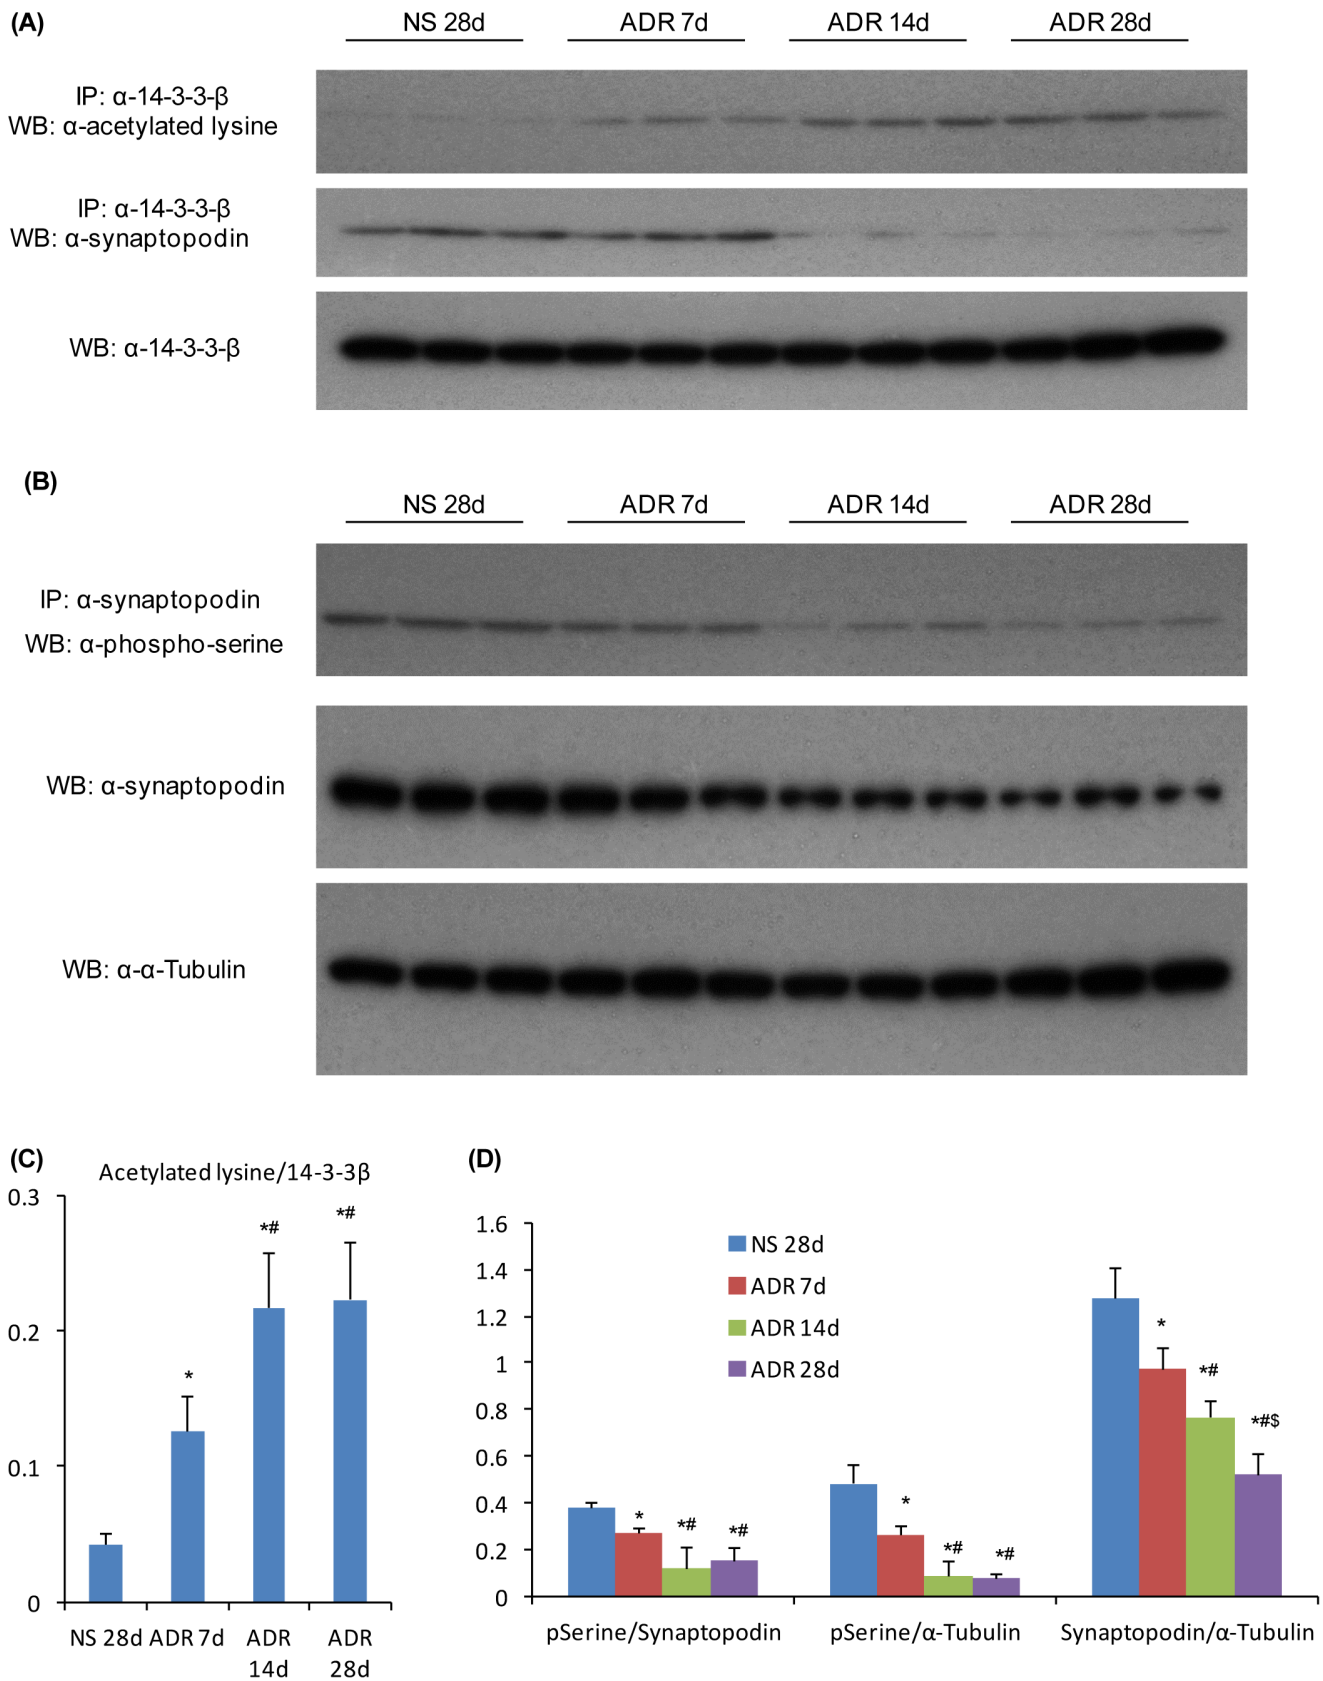 (A)
NS 28d ADR 7d ADR 14d ADR 28d
IP: α-14-3-3-β
WB: α-acetylated lysine
IP: α-14-3-3-β
WB: α-synaptopodin
WB: α-14-3-3-β
(B)
NS 28d ADR 7d ADR 14d ADR 28d
IP: α-synaptopodin
WB: α-phospho-serine
WB: α-synaptopodin
WB: α-α-Tubulin
(C)
Acetylated lysine/14-3-3β
0.3
0.2
0.1
0
*
*#
*#
NS 28d ADR 7d ADR 14d ADR 28d
(D)
1.6
1.4
1.2
1
0.8
0.6
0.4
0.2
0
NS 28d
ADR 7d
ADR 14d
ADR 28d
* *# *#
* *# *#
* *# *#$
pSerine/Synaptopodin pSerine/α-Tubulin Synaptopodin/α-Tubulin